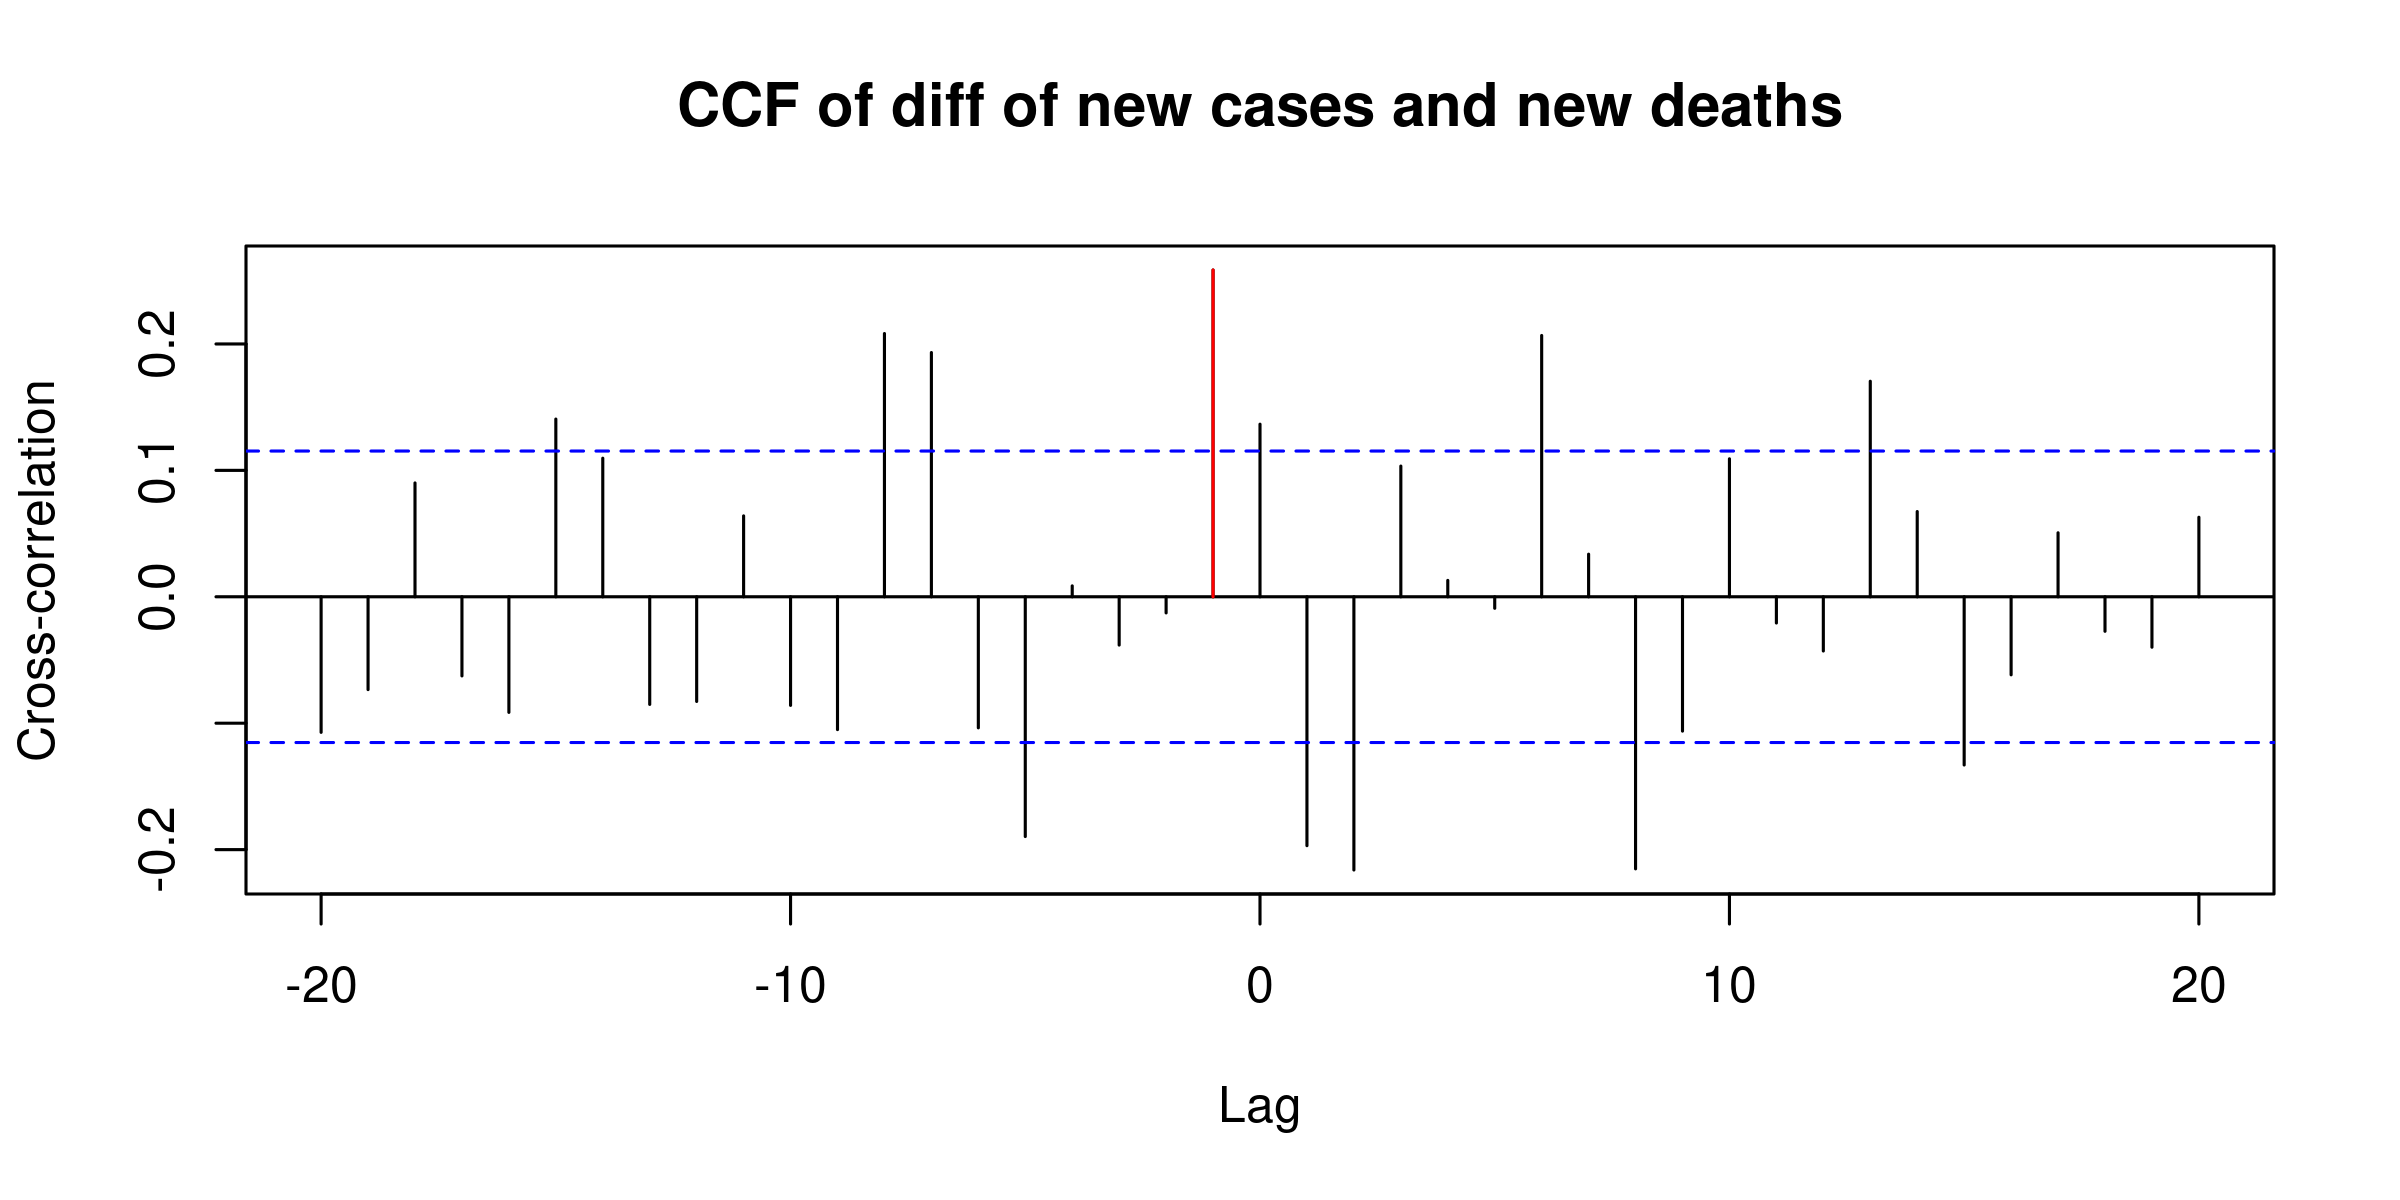 CCF of diff of new cases and new deaths
Cross-correlation
0.2
0.1
0.0
-0.2
-20 -10 0 10 20
Lag